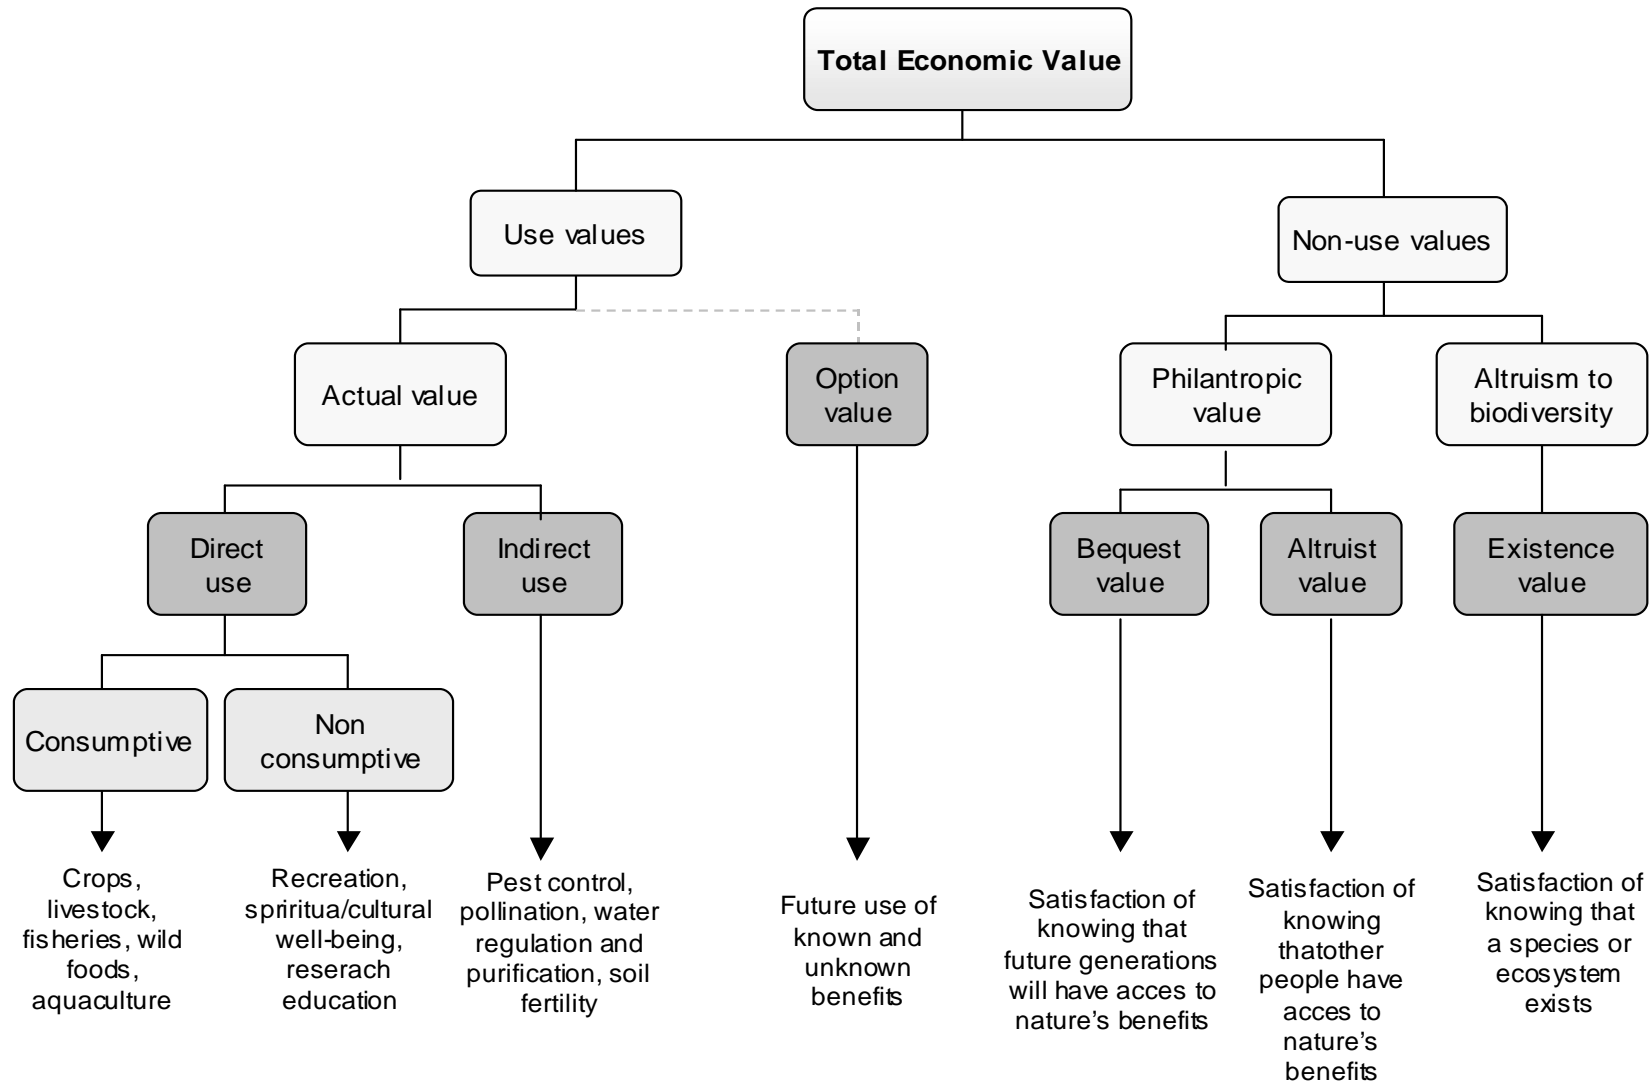 Total Economic Value
Use values
Non-use values
Actual value
Option
value
Philantropic
value
Altruism to
biodiversity
Direct
use
Indirect
use
Bequest
value
Altruist
value
Existence
value
Consumptive
Non
consumptive
Crops,
livestock,
fisheries, wild
foods,
aquaculture
Recreation,
spriritua/cultural
well-being,
reserach
education
Pest control,
pollination, water
regulation and
purification, soil
fertility
Future use of
known and
unknown
benefits
Satisfaction of
knowing that
future generations
will have acces to
nature's benefits
Satisfaction of
knowing
thatother
people have
acces to
nature's
benefits
Satisfaction of
knowing that
a species or
ecosystem
exists